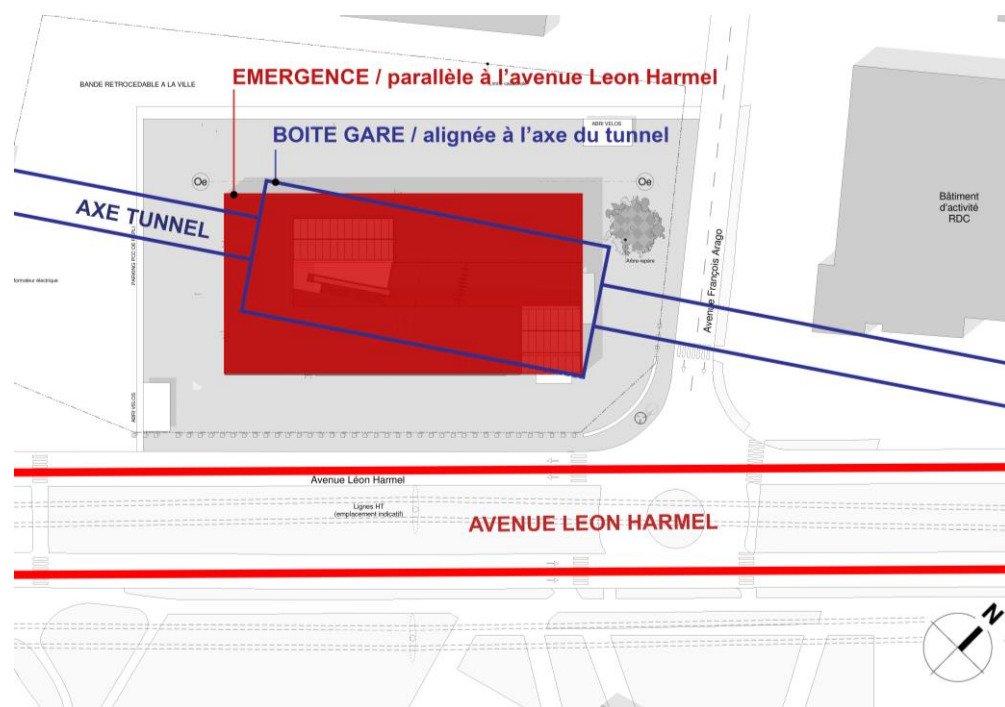 BANDE RETROCEDABLE A LA VILLE
EMERGENCE / parallèle à l'avenue Leon Harmel
ABRI VELOS
BOITE GARE / alignée à l'axe du tunnel
Oe
Oe
AXE TUNNEL
Arbre repère
Bâtiment
d'activité
RDC
Avenue François Arago
ABRI VELOS
Avenue Léon Harmel
Lignes HT
(emplacement indicatif)
AVENUE LEON HARMEL
N